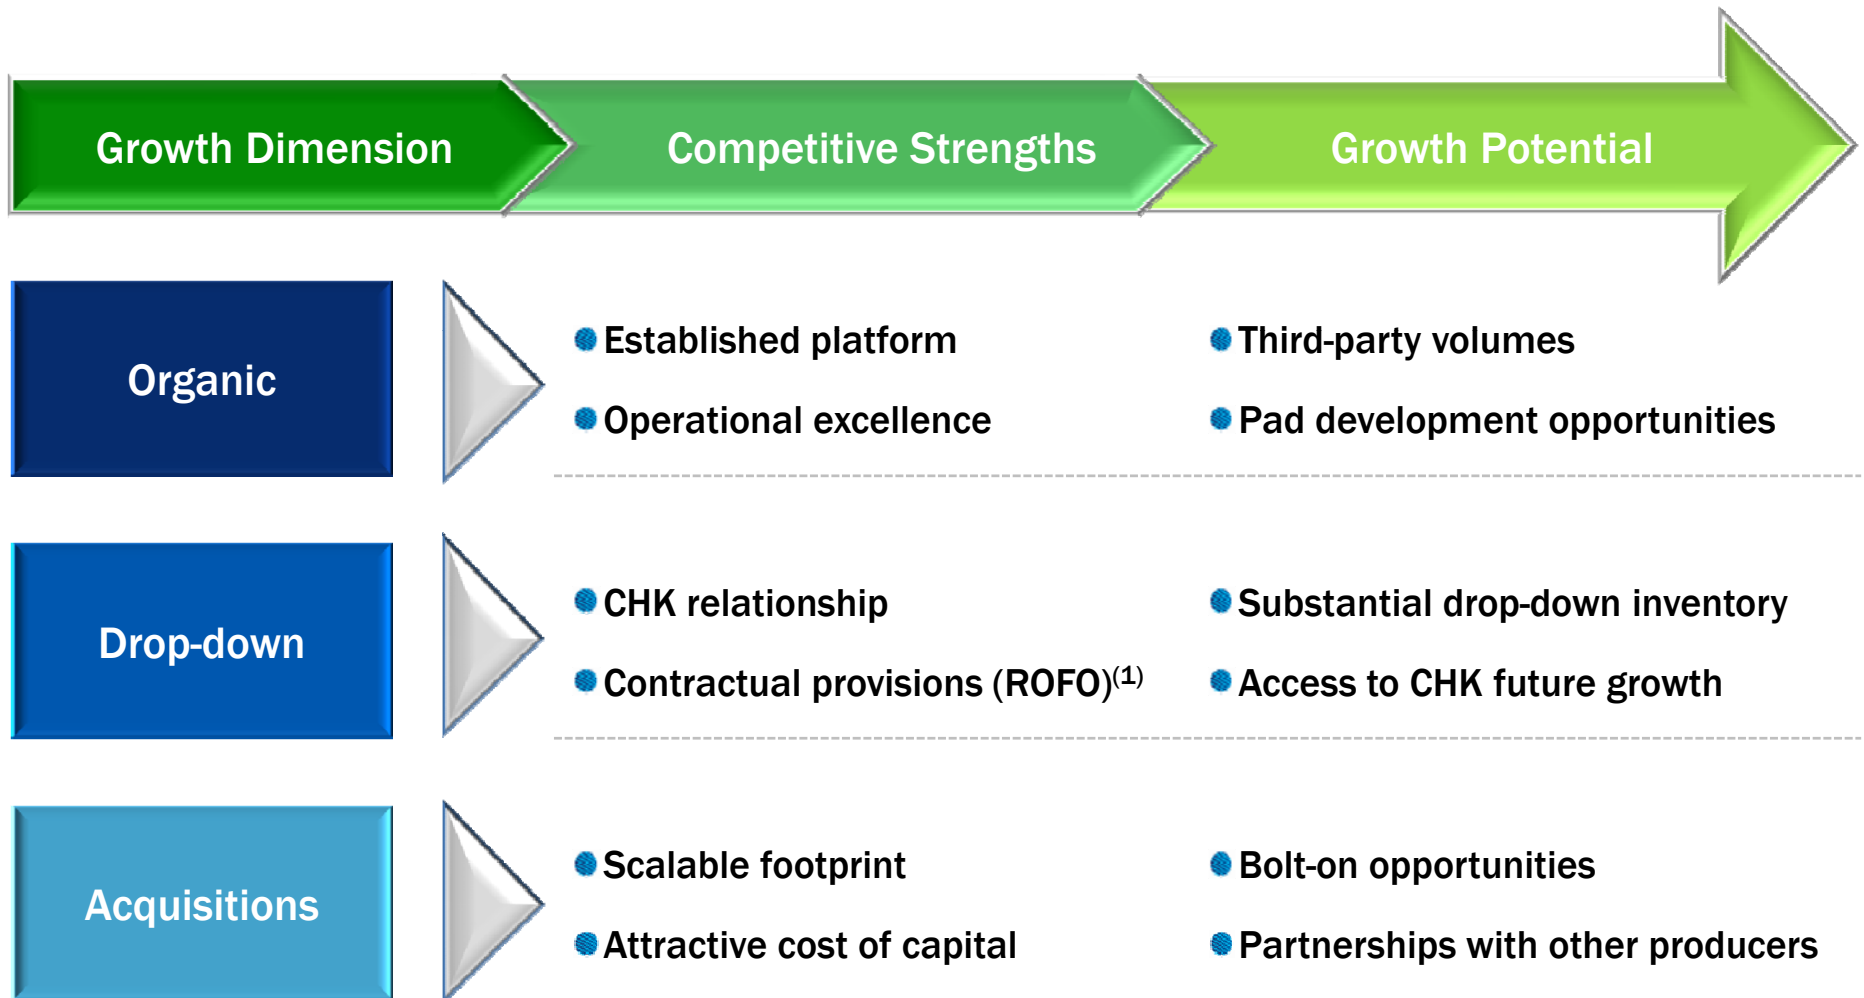 Growth Dimension
Competitive Strengths
Growth Potential
Organic
Established platform
Operational excellence
Third-party volumes
Pad development opportunities
Drop-down
CHK relationship
Contractual provisions (ROFO)(1)
Substantial drop-down inventory
Access to CHK future growth
Acquisitions
Scalable footprint
Attractive cost of capital
Bolt-on opportunities
Partnerships with other producers